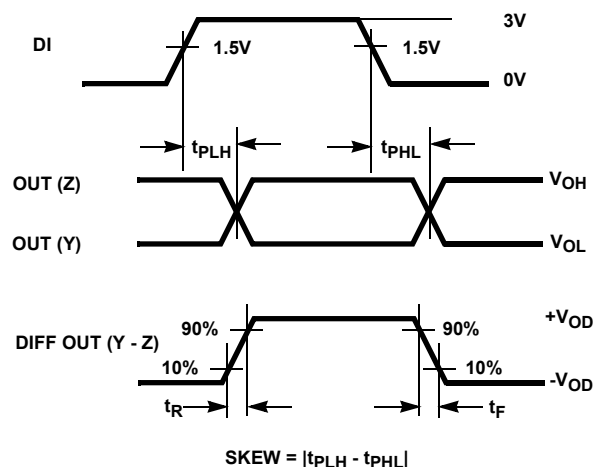 3V
DI
1.5V
1.5V
0V
tPLH
tPHL
OUT (Z)
VOH
OUT (Y)
VOL
+VOD
90%
90%
DIFF OUT (Y - Z)
10%
10%
-VOD
tR
tF
SKEW = |tPLH - tPHL|